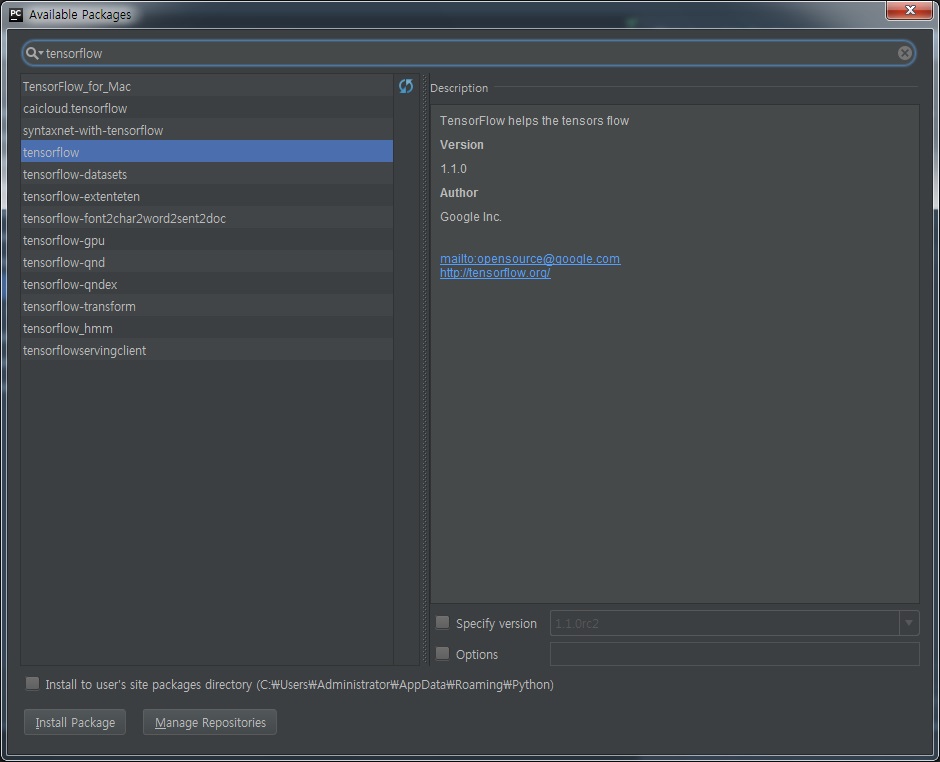 PC Available Packages
tensorflow
TensorFlow_for_Mac
caicloud.tensorflow
syntaxnet-with-tensorflow
tensorflow
tensorflow-datasets
tensorflow-extenteten
tensorflow-font2char2word2sent2doc
tensorflow-gpu
tensorflow-qnd
tensorflow-qndex
tensorflow-transform
tensorflow_hmm
tensorflowservingclient
Description
TensorFlow helps the tensors flow
Version
1.1.0
Author
Google Inc.
mailto:opensource@google.com
http://tensorflow.org/
Specify version 1.1.0rc2
Options
Install to user's site packages directory (C:₩Users₩Administrator₩AppData₩Roaming₩Python)
Install Package Manage Repositories